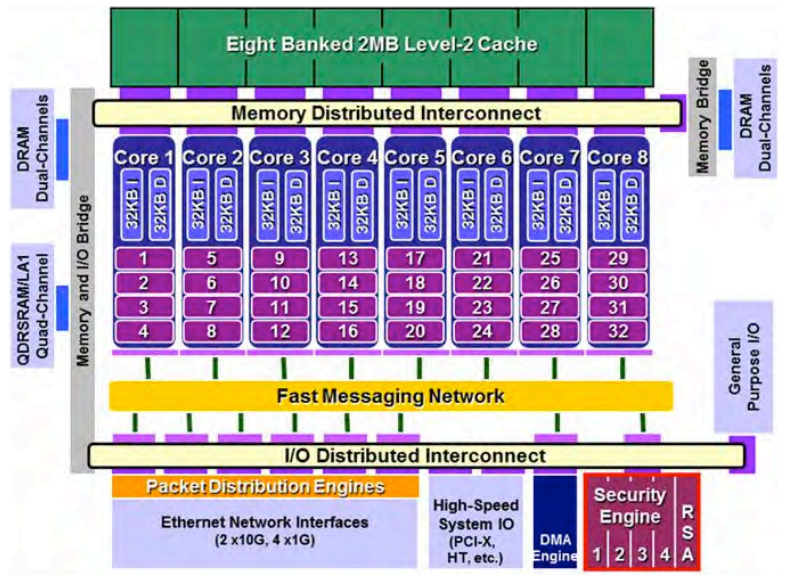 Eight Banked 2MB Level-2 Cache
Memory Distributed Interconnect
DRAM
Dual-Channels
QDRSRAM/LA1
Quad-Channel
Memory and I/O Bridge
Memory Bridge
DRAM
Dual-Channels
General
Purpose I/O
Core 1
32KB I
32KB D
1
2
3
4
Core 2
32KB I
32KB D
5
6
7
8
Core 3
32KB I
32KB D
9
10
11
12
Core 4
32KB I
32KB D
13
14
15
16
Core 5
32KB I
32KB D
17
18
19
20
Core 6
32KB I
32KB D
21
22
23
24
Core 7
32KB I
32KB D
25
26
27
28
Core 8
32KB I
32KB D
29
30
31
32
Fast Messaging Network
I/O Distributed Interconnect
Packet Distribution Engines
Ethernet Network Interfaces
(2 x10G, 4 x1G)
High-Speed
System IO
(PCI-X,
HT, etc.)
DMA
Engine
Security
Engine
1 2 3 4
RSA